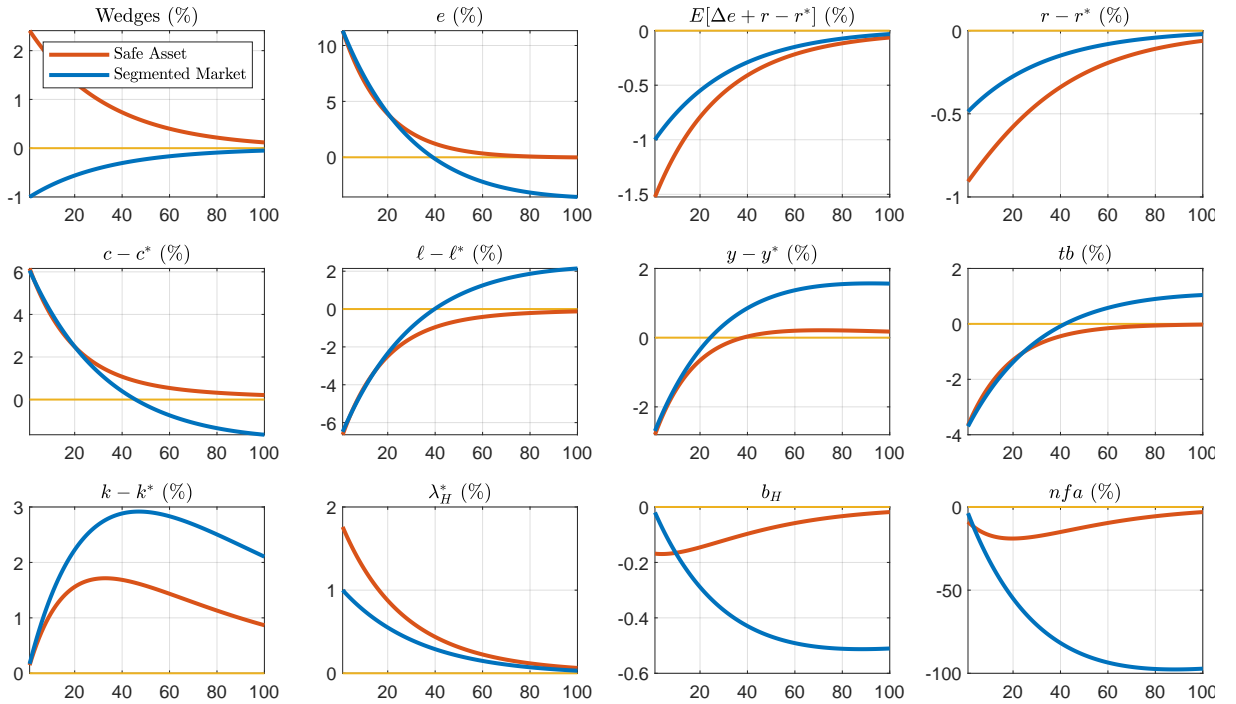 Wedges (%)
e (%)
E[Δe + r − r*] (%)
r − r* (%)
Safe Asset
Segmented Market
2
1
0
-1
20 40 60 80 100
10
5
0
20 40 60 80 100
0
-0.5
-1
-1.5
20 40 60 80 100
0
-0.5
-1
20 40 60 80 100
c − c* (%)
ℓ − ℓ* (%)
y − y* (%)
tb (%)
6
4
2
0
20 40 60 80 100
2
0
-2
-4
-6
20 40 60 80 100
2
0
-2
20 40 60 80 100
2
0
-2
-4
20 40 60 80 100
k − k* (%)
λ*_H (%)
b_H
nfa (%)
3
2
1
0
20 40 60 80 100
2
1
0
20 40 60 80 100
0
-0.2
-0.4
-0.6
20 40 60 80 100
0
-50
-100
20 40 60 80 100